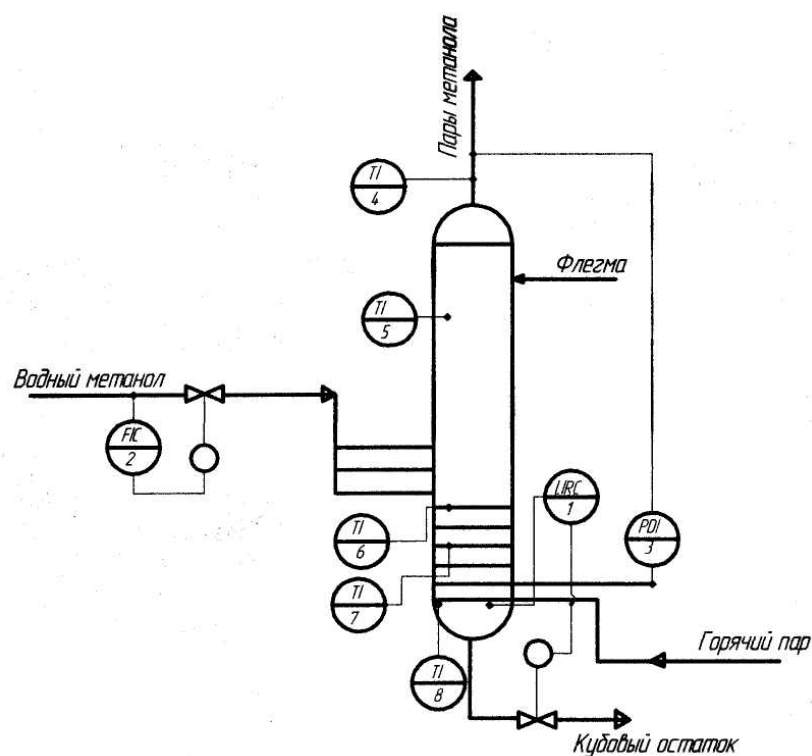 Пары метанола
TI
4
Флегма
TI
5
Водный метанол
FIC
2
LIRC
1
TI
6
PDI
3
TI
7
Горячий пар
TI
8
Кубовый остаток